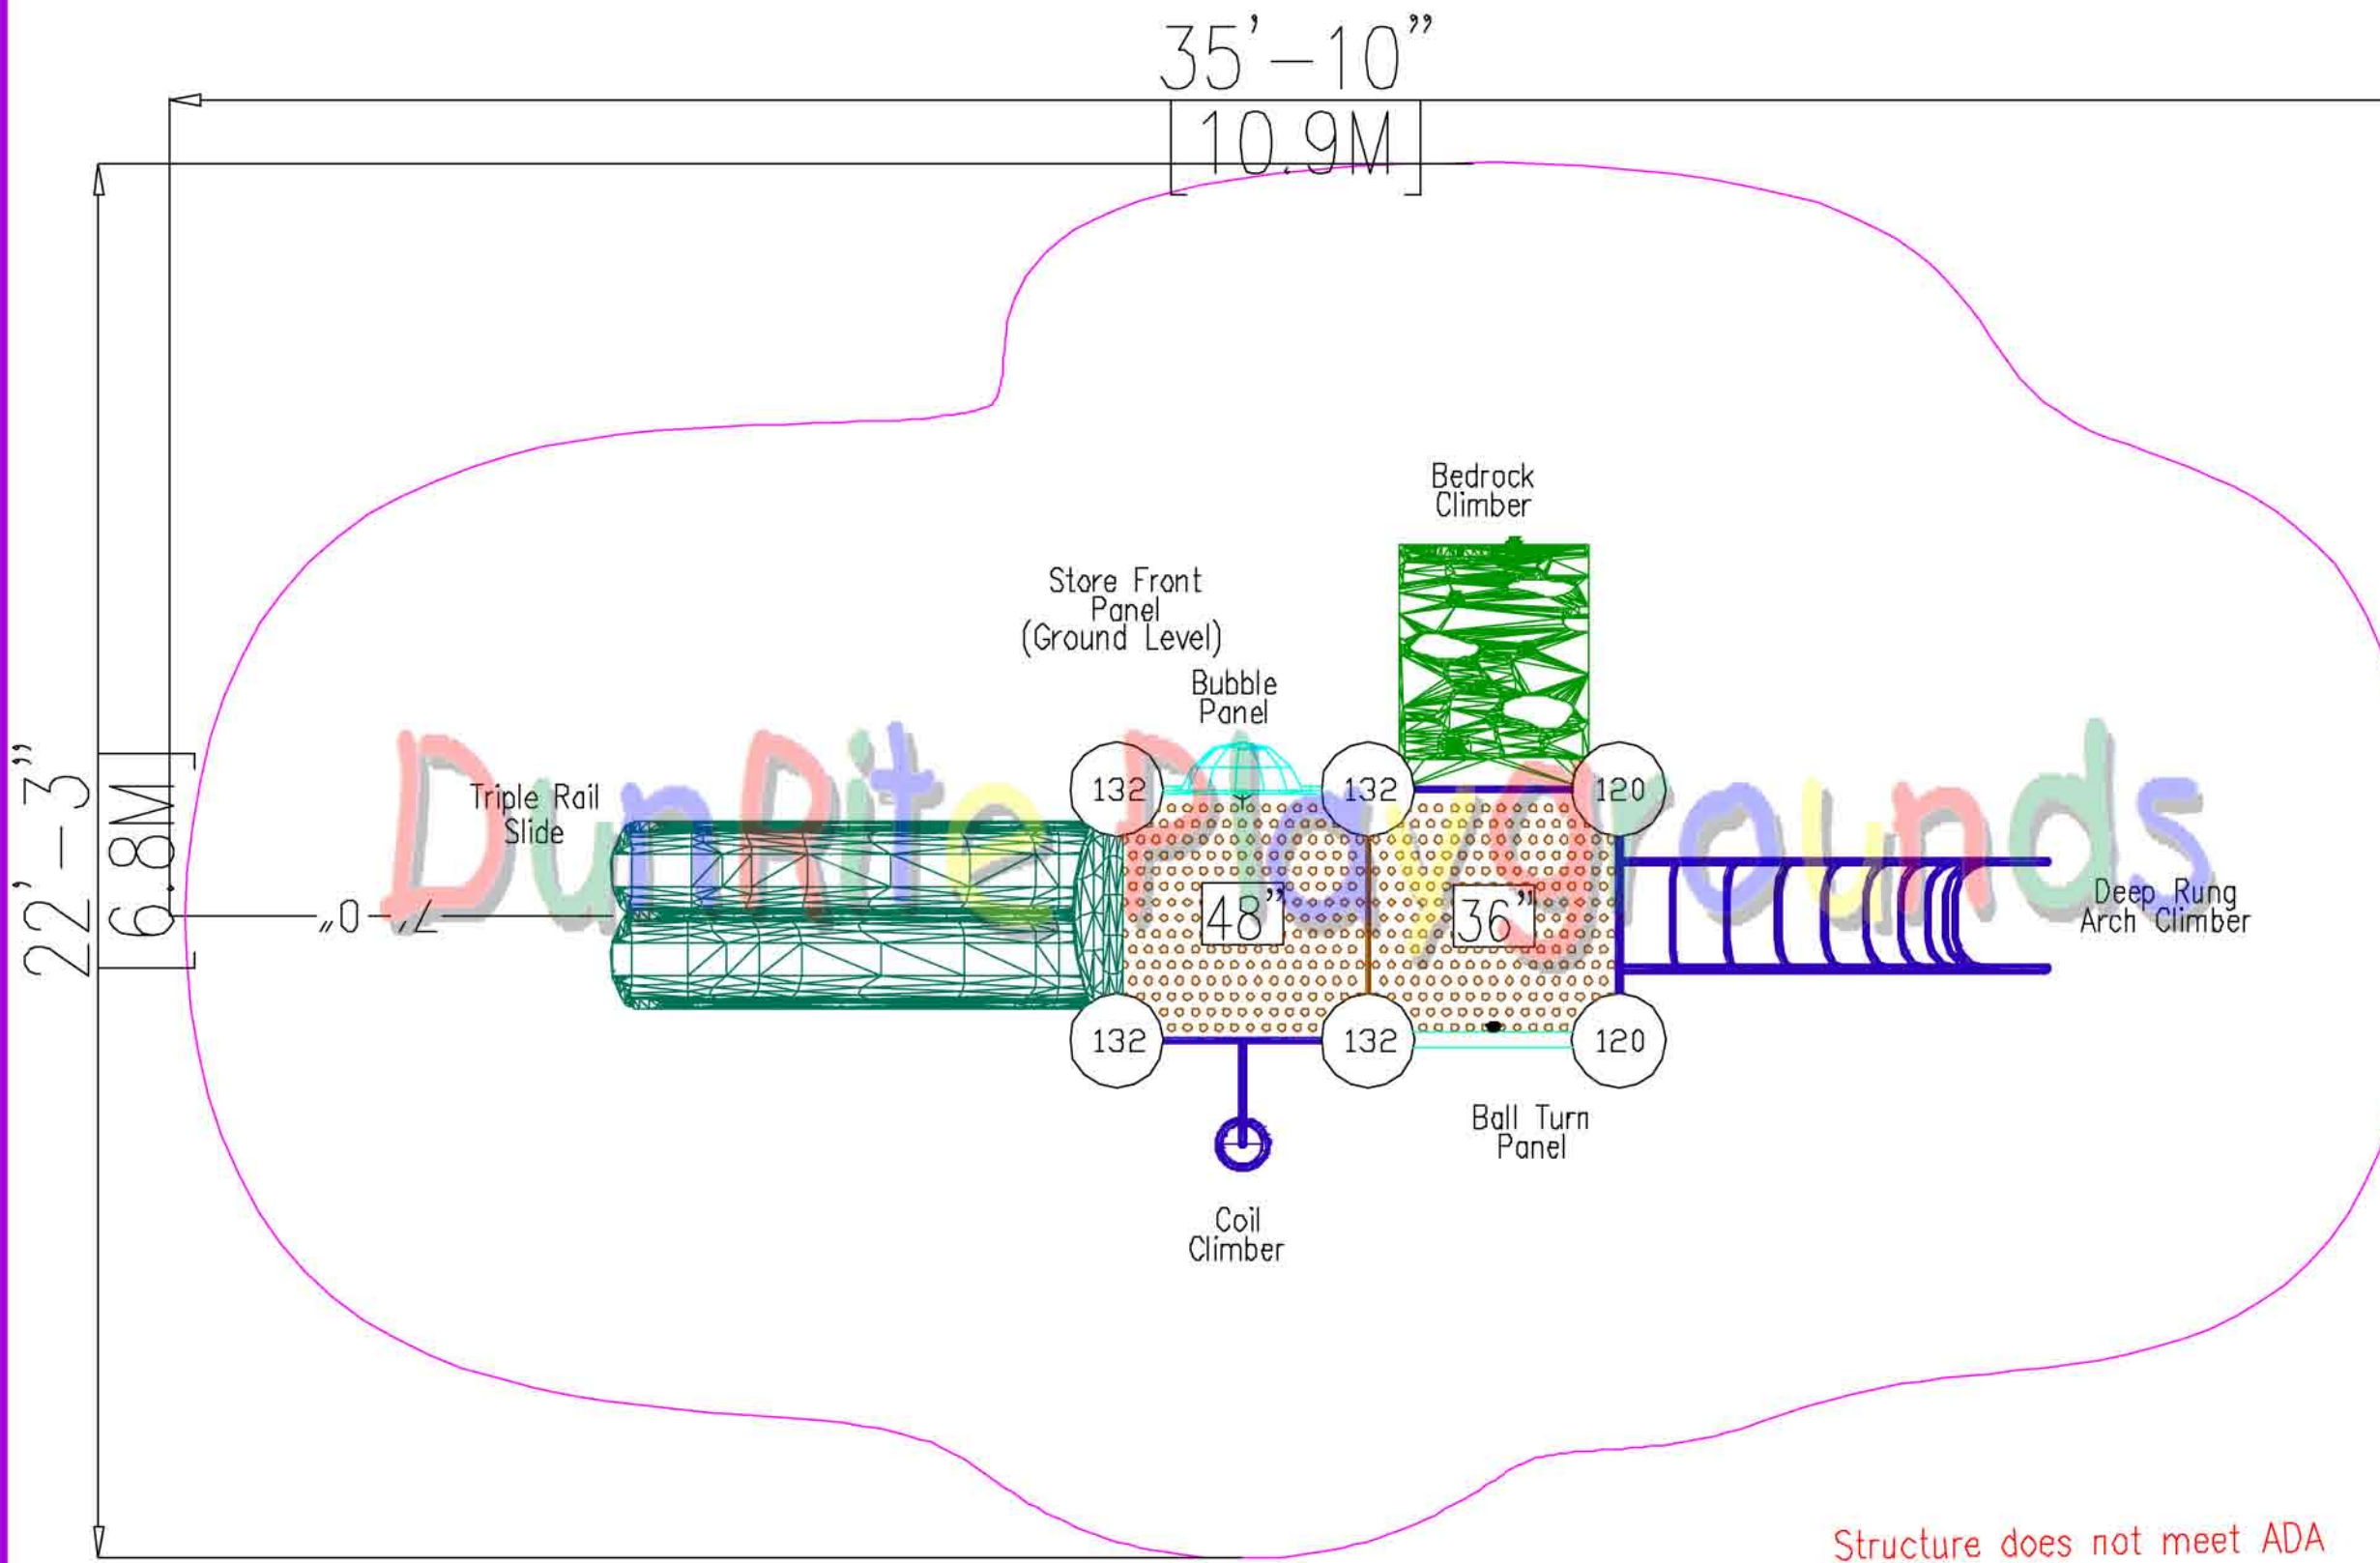 35'-10"
[10.9M]
22'-3"
[6.8M]
Bedrock
Climber
Store Front
Panel
(Ground Level)
Bubble
Panel
Triple Rail
Slide
DunRite Playgrounds
132
132
120
7'-0"
48"
36"
Deep Rung
Arch Climber
132
132
120
Ball Turn
Panel
Coil
Climber
Structure does not meet ADA